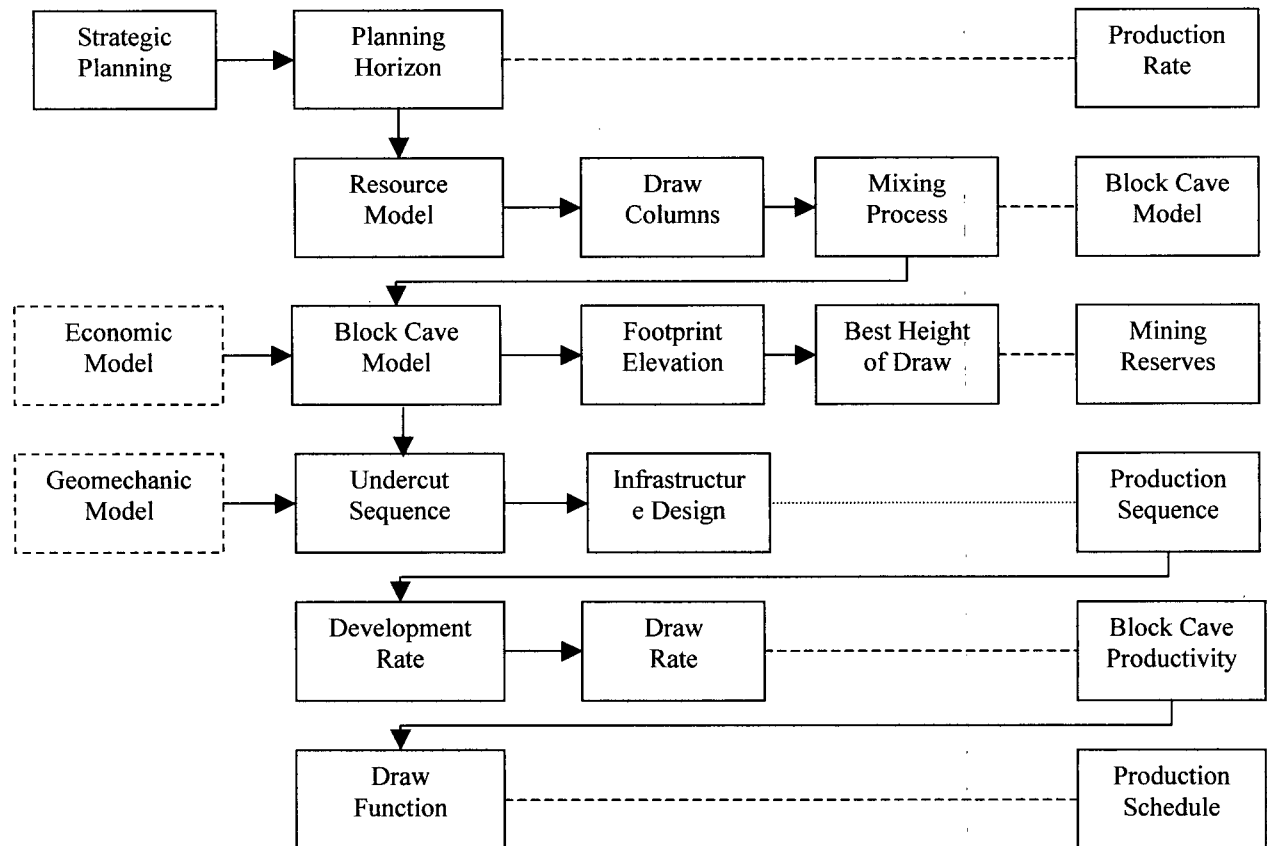 Strategic
Planning
Planning
Horizon
Production
Rate
Resource
Model
Draw
Columns
Mixing
Process
Block Cave
Model
Economic
Model
Block Cave
Model
Footprint
Elevation
Best Height
of Draw
Mining
Reserves
Geomechanic
Model
Undercut
Sequence
Infrastructur
e Design
Production
Sequence
Development
Rate
Draw
Rate
Block Cave
Productivity
Draw
Function
Production
Schedule